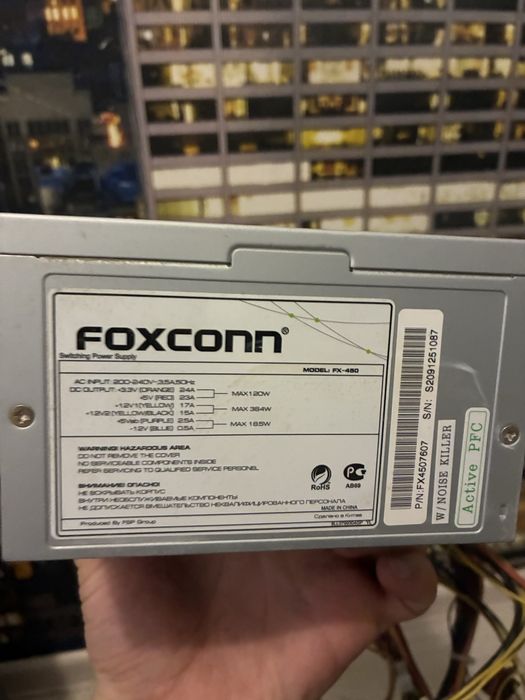 FOXCONN®
Switching Power Supply
MODEL: FX-450
AC INPUT: 200-240V~,3.5A,50Hz
DC OUTPUT: +3.3V (ORANGE) 24A
+5V (RED) 23A
MAX 120W
+12V1 (YELLOW) 17A
+12V2 (YELLOW/BLACK) 15A
MAX 384W
+5Vsb (PURPLE) 2.5A
-12V (BLUE) 0.5A
MAX 18.5W
WARNING! HAZARDOUS AREA
DO NOT REMOVE THE COVER
NO SERVICEABLE COMPONENTS INSIDE
REFER SERVICING TO QUALIFIED SERVICE PERSONEL
ВНИМАНИЕ! ОПАСНО!
НЕ ВСКРЫВАТЬ КОРПУС
ВНУТРИ НЕОБСЛУЖИВАЕМЫЕ КОМПОНЕНТЫ
НЕ ДОПУСКАЕТСЯ ВМЕШАТЕЛЬСТВО НЕКВАЛИФИЦИРОВАННОГО ПЕРСОНАЛА
RoHS
АВ69
MADE IN CHINA
Сделано в Китае
Produced By FSP Group
P/N:FX4507607 S/N: S2091251087
W/ NOISE KILLER
Active PFC